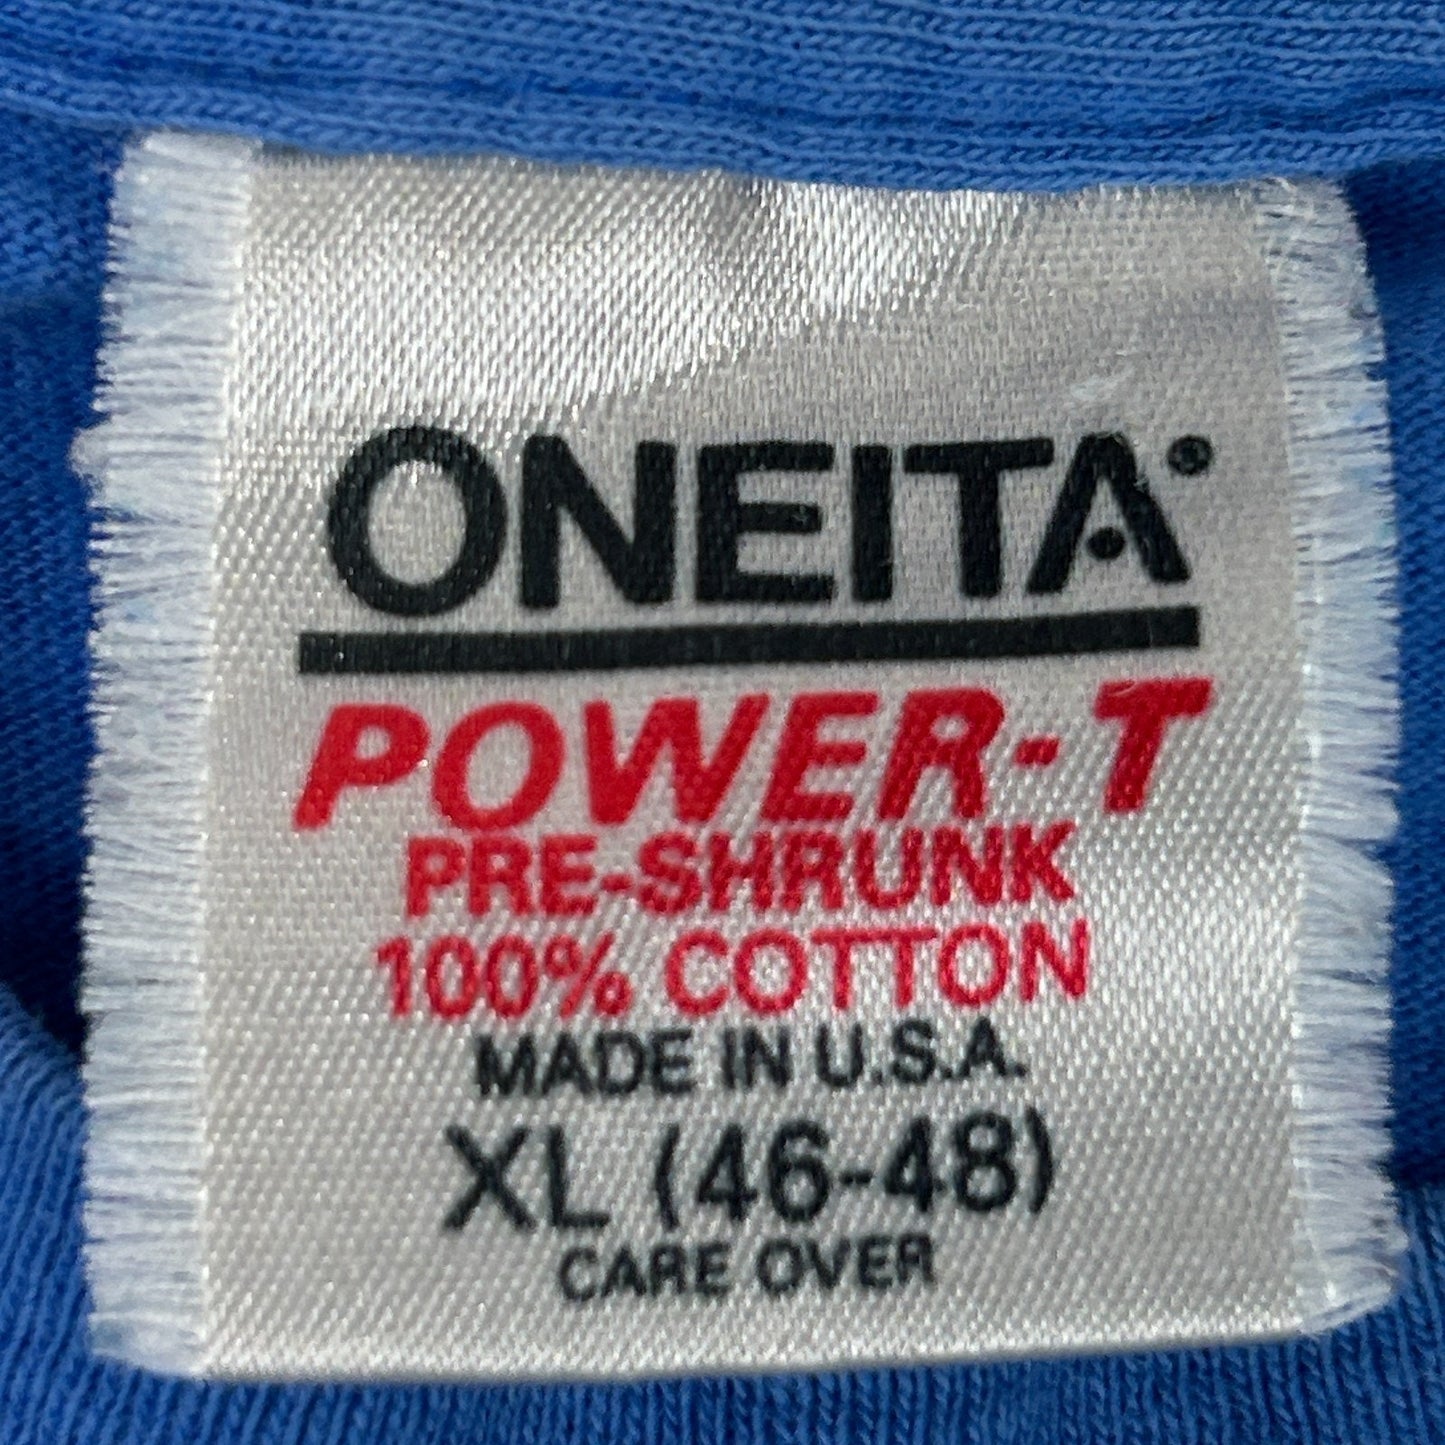 ONEITA®
POWER-T
PRE-SHRUNK
100% COTTON
MADE IN U.S.A.
XL (46-48)
CARE OVER